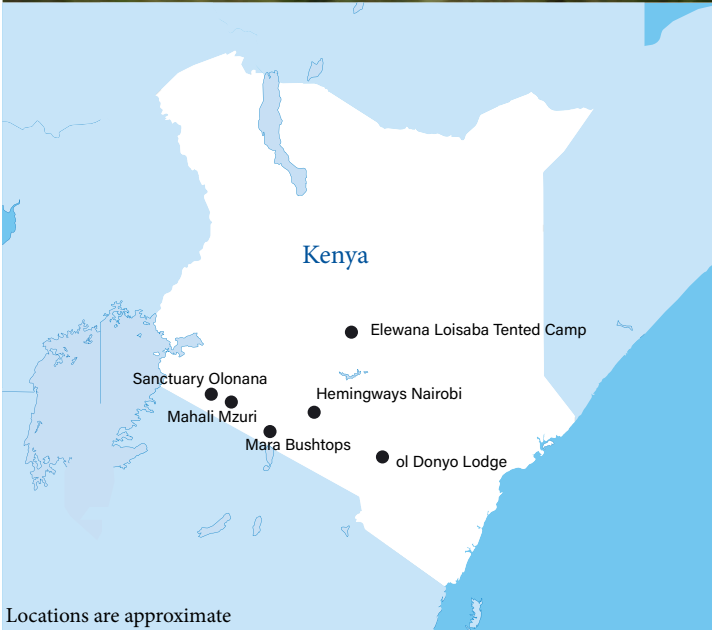 Kenya
Elewana Loisaba Tented Camp
Sanctuary Olonana
Hemingways Nairobi
Mahali Mzuri
Mara Bushtops
ol Donyo Lodge
Locations are approximate